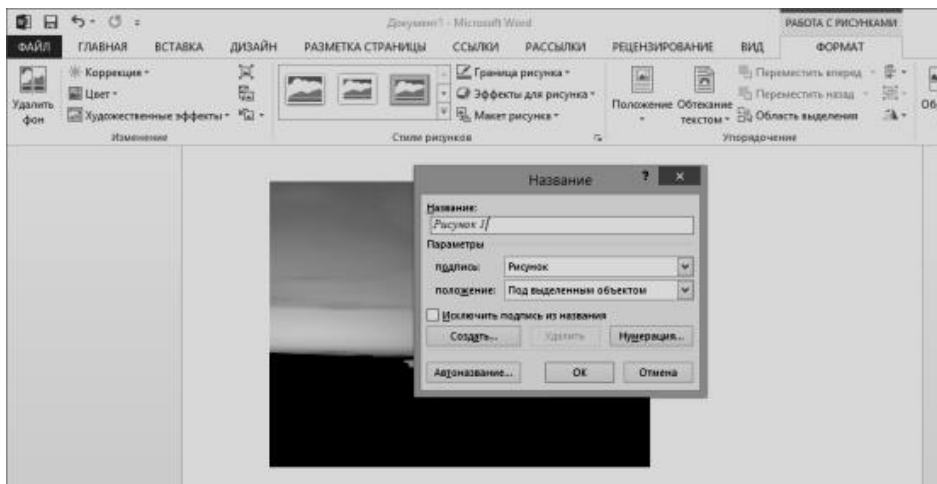 Документ1 - Microsoft Word
РАБОТА С РИСУНКАМИ
ФАЙЛ ГЛАВНАЯ ВСТАВКА ДИЗАЙН РАЗМЕТКА СТРАНИЦЫ ССЫЛКИ РАССЫЛКИ РЕЦЕНЗИРОВАНИЕ ВИД ФОРМАТ
Удалить фон
Коррекция
Цвет
Художественные эффекты
Изменение
Граница рисунка
Эффекты для рисунка
Макет рисунка
Стили рисунков
Положение
Обтекание текстом
Переместить вперед
Переместить назад
Область выделения
Упорядочение
Название ?
Название:
Рисунок 1
Параметры
подпись: Рисунок
положение: Под выделенным объектом
Исключить подпись из названия
Создать... Удалить Нумерация...
Автоназвание... ОК Отмена